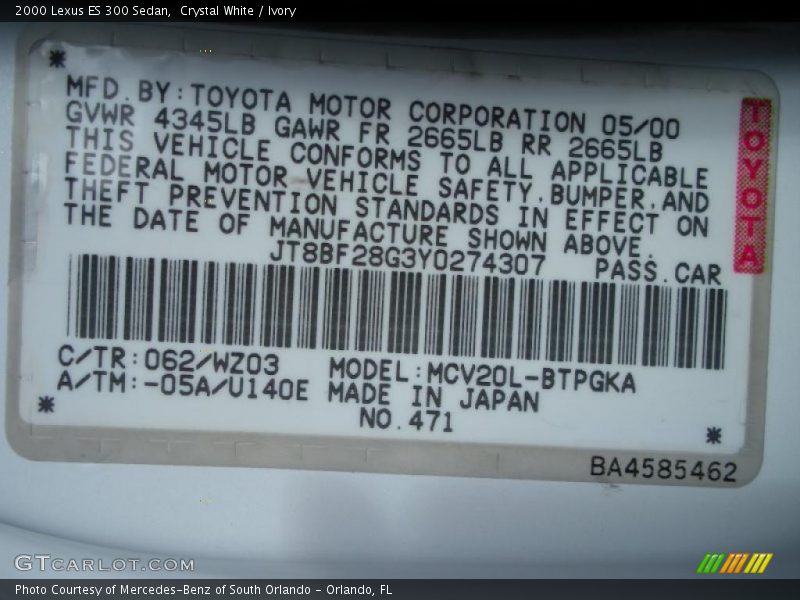 2000 Lexus ES 300 Sedan, Crystal White / Ivory
MFD.BY:TOYOTA MOTOR CORPORATION 05/00
GVWR 4345LB GAWR FR 2665LB RR 2665LB
THIS VEHICLE CONFORMS TO ALL APPLICABLE
FEDERAL MOTOR VEHICLE SAFETY,BUMPER,AND
THEFT PREVENTION STANDARDS IN EFFECT ON
THE DATE OF MANUFACTURE SHOWN ABOVE.
JT8BF28G3Y0274307 PASS.CAR
TOYOTA
C/TR:062/WZ03 MODEL:MCV20L-BTPGKA
A/TM:-05A/U140E MADE IN JAPAN
NO.471
BA4585462
GTCARLOT.COM
Photo Courtesy of Mercedes-Benz of South Orlando - Orlando, FL